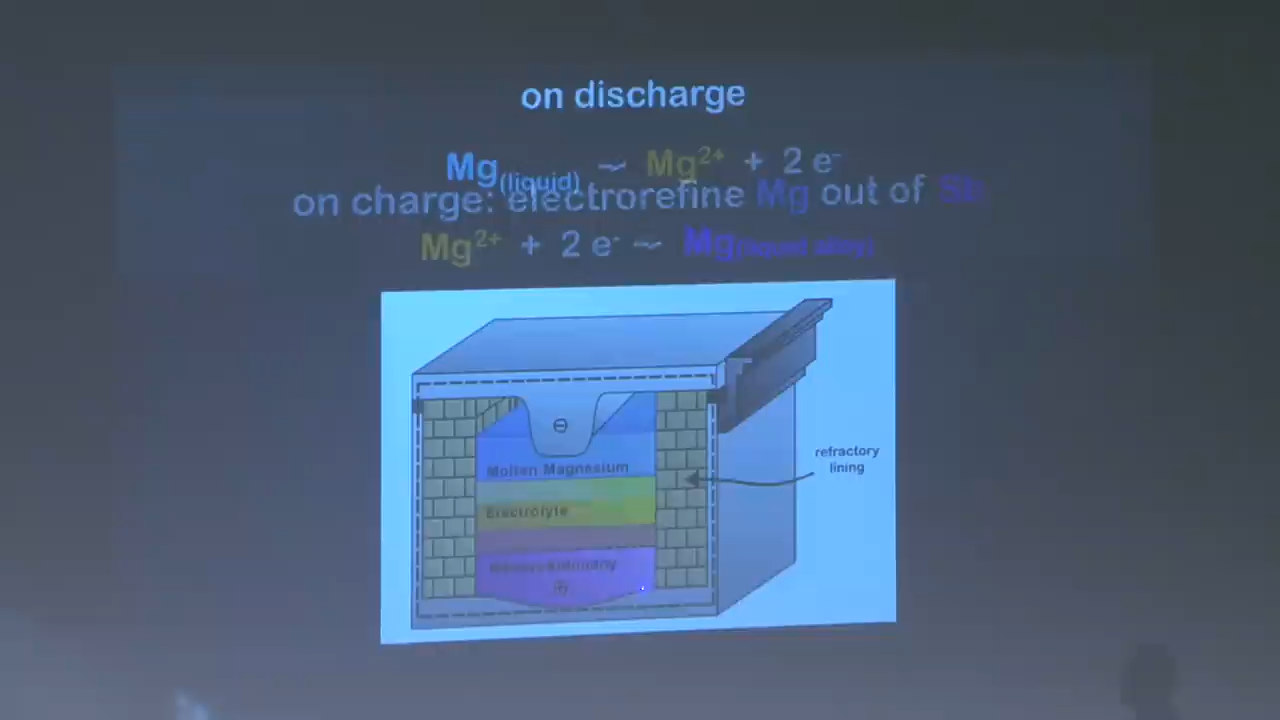 on discharge
Mg(liquid) → Mg²⁺ + 2 e⁻
on charge: electrorefine Mg out of Sb
Mg²⁺ + 2 e⁻ → Mg(liquid alloy)
⊖
Molten Magnesium
refractory
lining
Electrolyte
Antimony
⊕